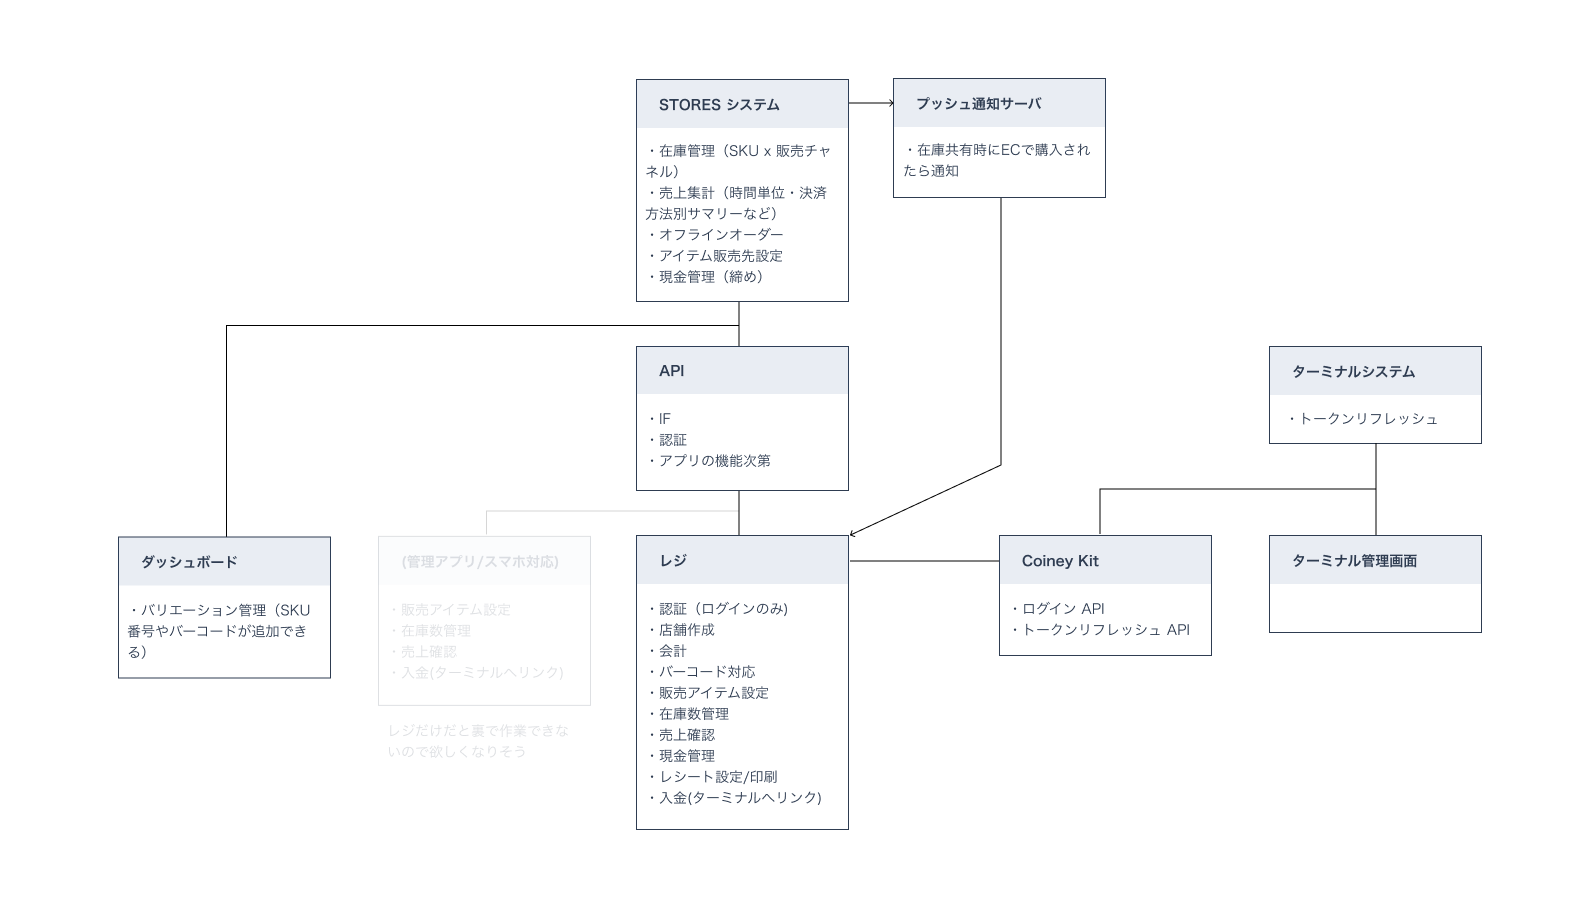 STORES システム
・在庫管理（SKU x 販売チャ
ネル）
・売上集計（時間単位・決済
方法別サマリーなど）
・オフラインオーダー
・アイテム販売先設定
・現金管理（締め）
プッシュ通知サーバ
・在庫共有時にECで購入され
たら通知
API
・IF
・認証
・アプリの機能次第
ターミナルシステム
・トークンリフレッシュ
ダッシュボード
・バリエーション管理（SKU
番号やバーコードが追加でき
る）
(管理アプリ/スマホ対応)
・販売アイテム設定
・在庫数管理
・売上確認
・入金(ターミナルへリンク)
レジだけだと裏で作業できな
いので欲しくなりそう
レジ
・認証（ログインのみ)
・店舗作成
・会計
・バーコード対応
・販売アイテム設定
・在庫数管理
・売上確認
・現金管理
・レシート設定/印刷
・入金(ターミナルへリンク)
Coiney Kit
・ログイン API
・トークンリフレッシュ API
ターミナル管理画面